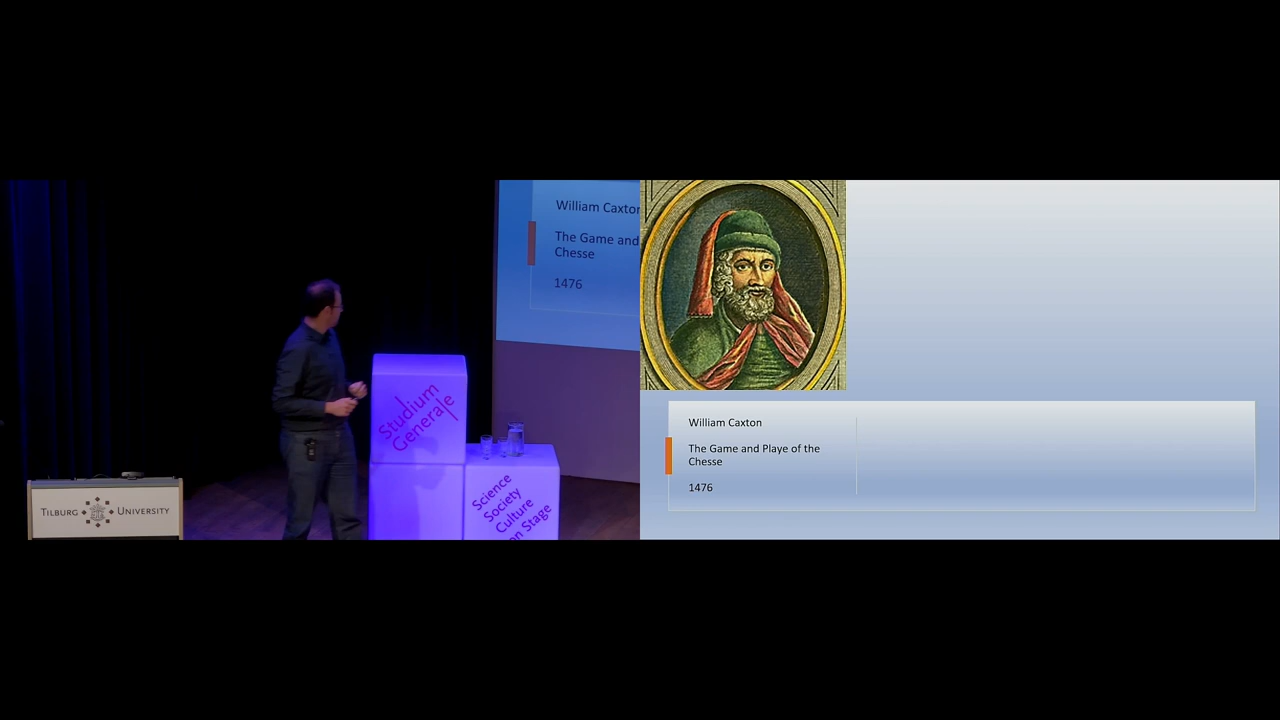 William Caxton
The Game and
Chesse
1476
Studium
Generale
Science
Society
Culture
on Stage
TILBURG UNIVERSITY
William Caxton
The Game and Playe of the
Chesse
1476